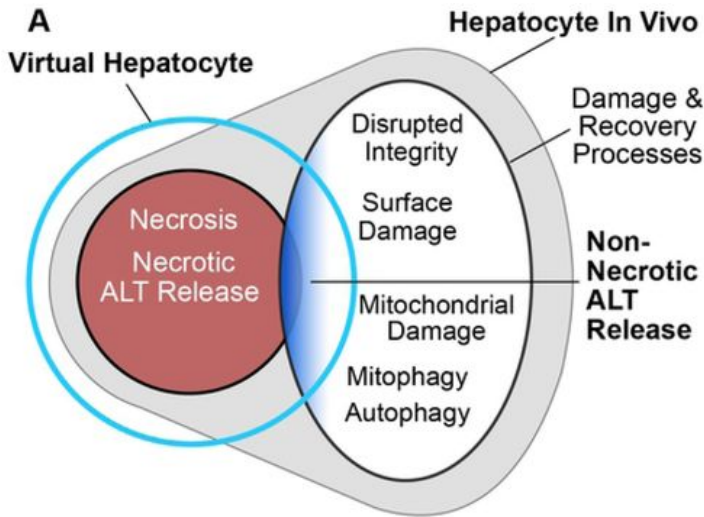 A
Hepatocyte In Vivo
Virtual Hepatocyte
Damage &
Recovery
Processes
Disrupted
Integrity
Surface
Damage
Necrosis
Necrotic
ALT Release
Non-
Necrotic
ALT
Release
Mitochondrial
Damage
Mitophagy
Autophagy